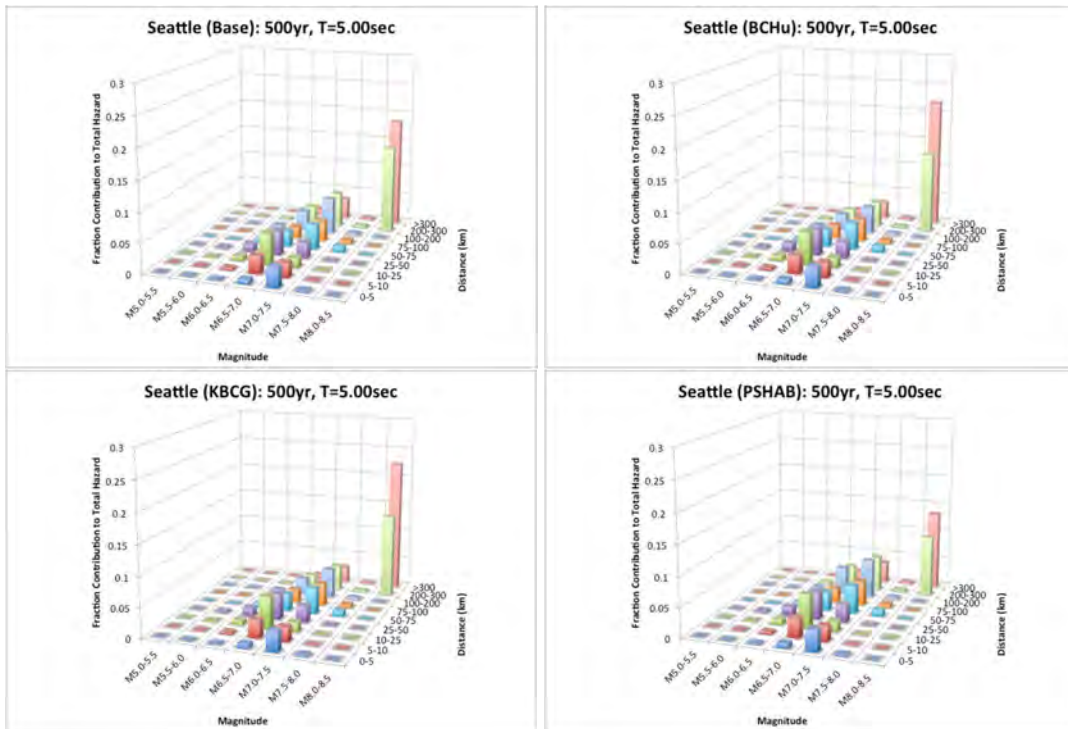 Seattle (Base): 500yr, T=5.00sec
Fraction Contribution to Total Hazard
0.3
0.25
0.2
0.15
0.1
0.05
0
M5.0-5.5
M5.5-6.0
M6.0-6.5
M6.5-7.0
M7.0-7.5
M7.5-8.0
M8.0-8.5
Magnitude
>300
200-300
100-200
75-100
50-75
25-50
10-25
5-10
0-5
Distance (km)
Seattle (BCHu): 500yr, T=5.00sec
Fraction Contribution to Total Hazard
0.3
0.25
0.2
0.15
0.1
0.05
0
M5.0-5.5
M5.5-6.0
M6.0-6.5
M6.5-7.0
M7.0-7.5
M7.5-8.0
M8.0-8.5
Magnitude
>300
200-300
100-200
75-100
50-75
25-50
10-25
5-10
0-5
Distance (km)
Seattle (KBCG): 500yr, T=5.00sec
Fraction Contribution to Total Hazard
0.3
0.25
0.2
0.15
0.1
0.05
0
M5.0-5.5
M5.5-6.0
M6.0-6.5
M6.5-7.0
M7.0-7.5
M7.5-8.0
M8.0-8.5
Magnitude
>300
200-300
100-200
75-100
50-75
25-50
10-25
5-10
0-5
Distance (km)
Seattle (PSHAB): 500yr, T=5.00sec
Fraction Contribution to Total Hazard
0.3
0.25
0.2
0.15
0.1
0.05
0
M5.0-5.5
M5.5-6.0
M6.0-6.5
M6.5-7.0
M7.0-7.5
M7.5-8.0
M8.0-8.5
Magnitude
>300
200-300
100-200
75-100
50-75
25-50
10-25
5-10
0-5
Distance (km)